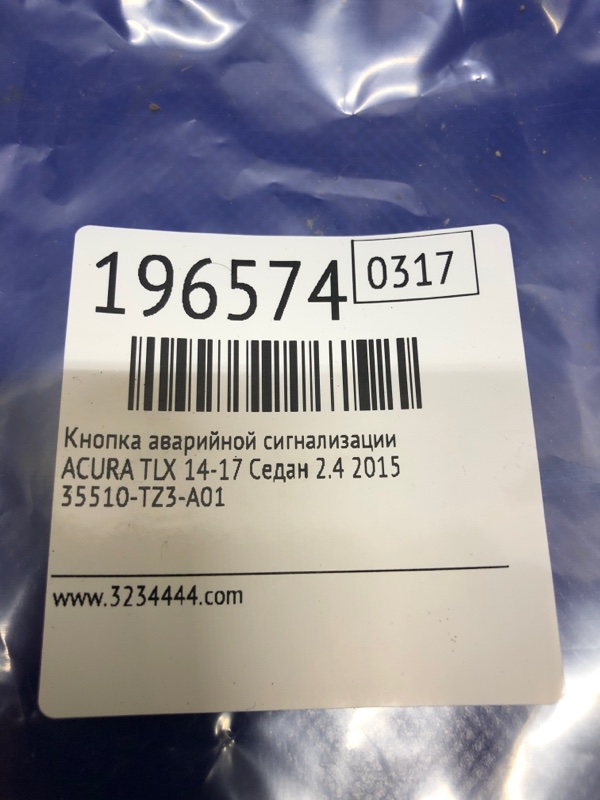 196574 0317
Кнопка аварийной сигнализации
ACURA TLX 14-17 Седан 2.4 2015
35510-TZ3-A01
www.3234444.com